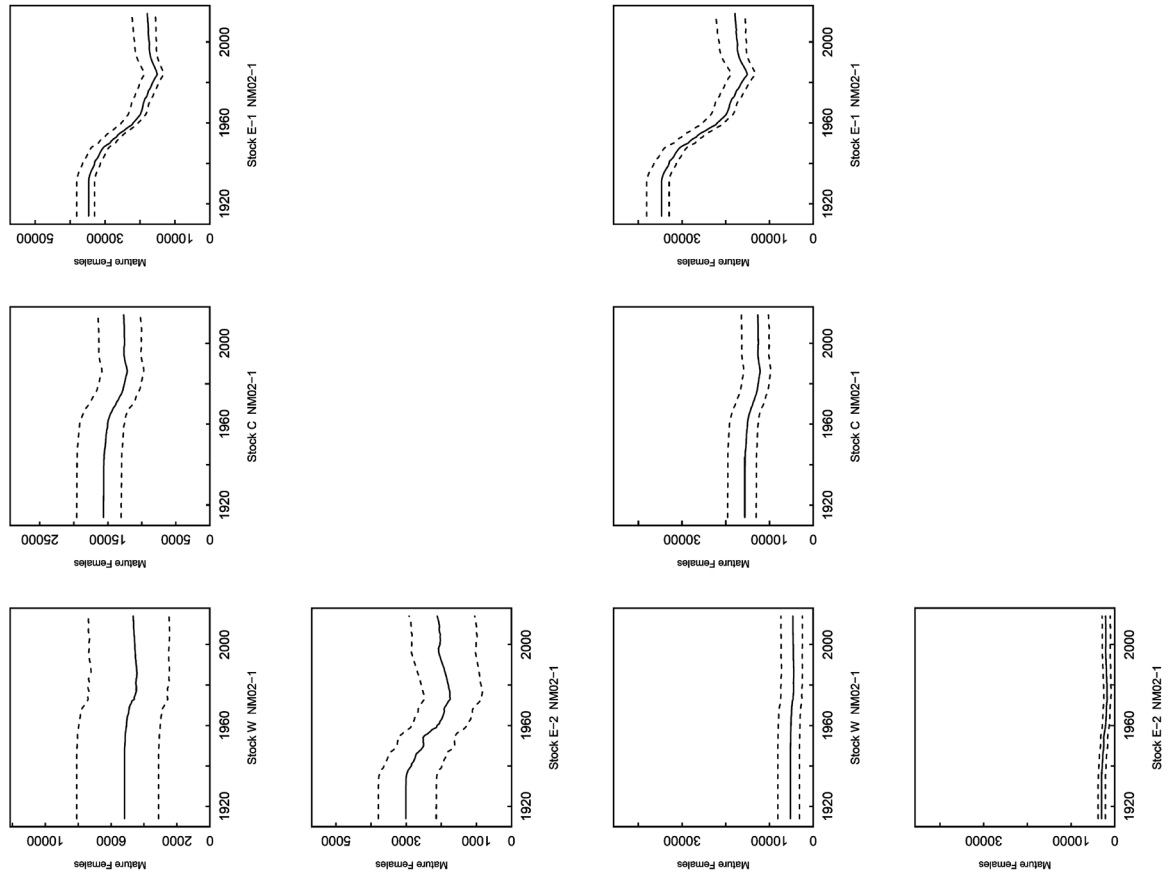 50000 30000 10000 0
Mature Females
1920 1960 2000
Stock E−1 NM02−1
30000 10000 0
Mature Females
1920 1960 2000
Stock E−1 NM02−1
25000 15000 5000 0
Mature Females
1920 1960 2000
Stock C NM02−1
30000 10000 0
Mature Females
1920 1960 2000
Stock C NM02−1
10000 6000 2000 0
Mature Females
1920 1960 2000
Stock W NM02−1
5000 3000 1000 0
Mature Females
1920 1960 2000
Stock E−2 NM02−1
30000 10000 0
Mature Females
1920 1960 2000
Stock W NM02−1
30000 10000 0
Mature Females
1920 1960 2000
Stock E−2 NM02−1